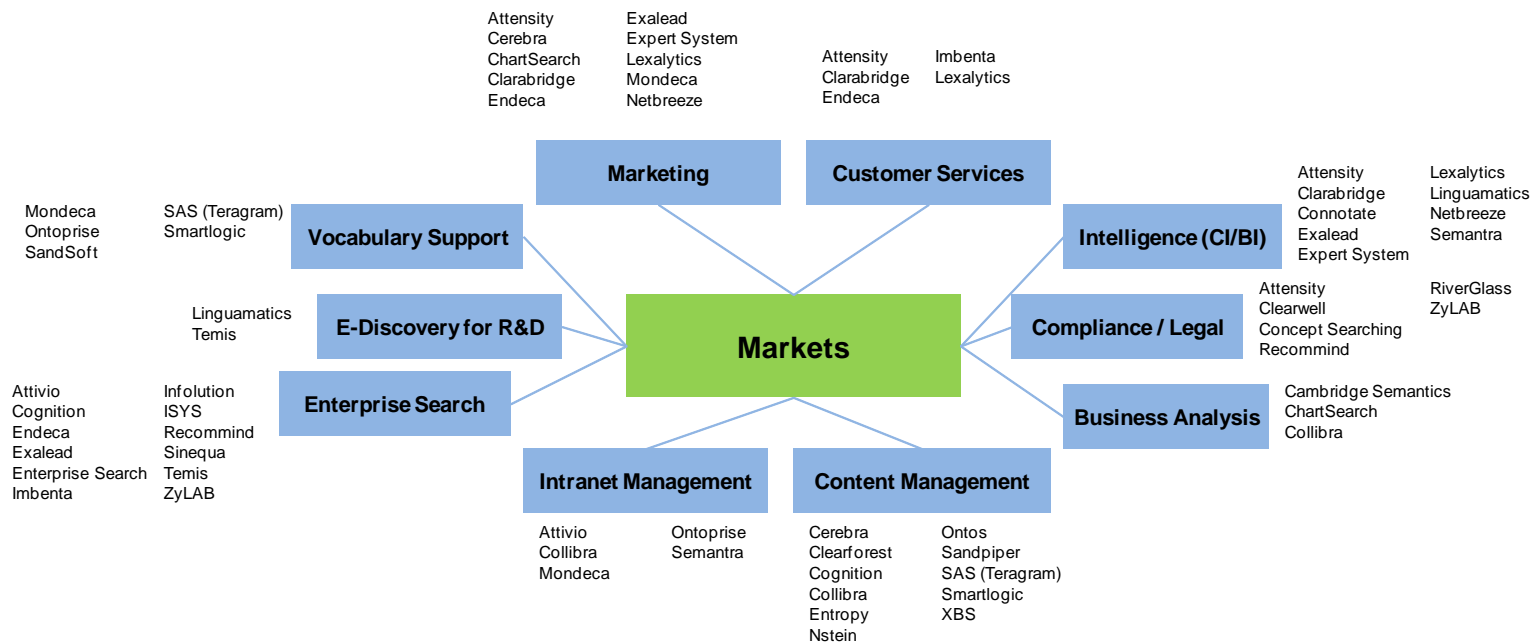 Attensity
Cerebra
ChartSearch
Clarabridge
Endeca
Exalead
Expert System
Lexalytics
Mondeca
Netbreeze
Attensity
Clarabridge
Endeca
Imbenta
Lexalytics
Marketing
Customer Services
Mondeca
Ontoprise
SandSoft
SAS (Teragram)
Smartlogic
Vocabulary Support
Intelligence (CI/BI)
Attensity
Clarabridge
Connotate
Exalead
Expert System
Lexalytics
Linguamatics
Netbreeze
Semantra
Linguamatics
Temis
E-Discovery for R&D
Markets
Compliance / Legal
Attensity
Clearwell
Concept Searching
Recommind
RiverGlass
ZyLAB
Attivio
Cognition
Endeca
Exalead
Enterprise Search
Imbenta
Infolution
ISYS
Recommind
Sinequa
Temis
ZyLAB
Enterprise Search
Business Analysis
Cambridge Semantics
ChartSearch
Collibra
Intranet Management
Content Management
Attivio
Collibra
Mondeca
Ontoprise
Semantra
Cerebra
Clearforest
Cognition
Collibra
Entropy
Nstein
Ontos
Sandpiper
SAS (Teragram)
Smartlogic
XBS